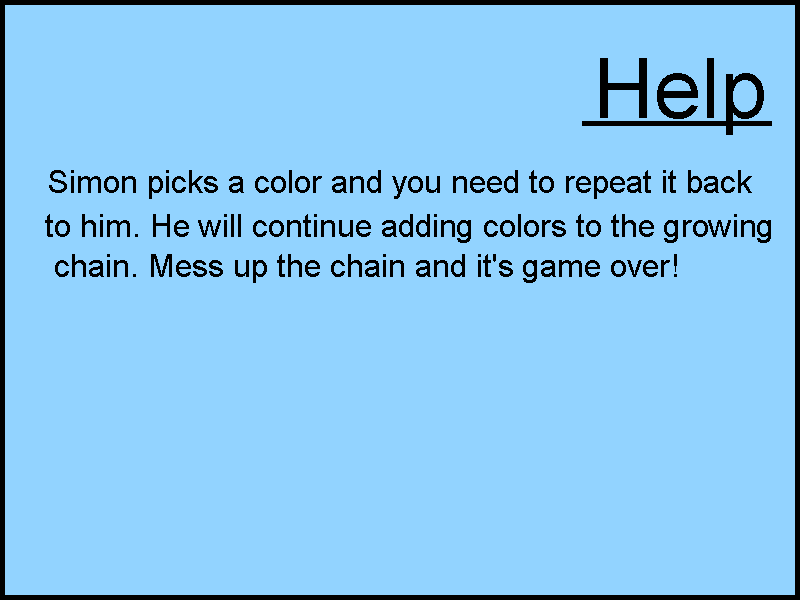 Help
Simon picks a color and you need to repeat it back
to him. He will continue adding colors to the growing
chain. Mess up the chain and it's game over!